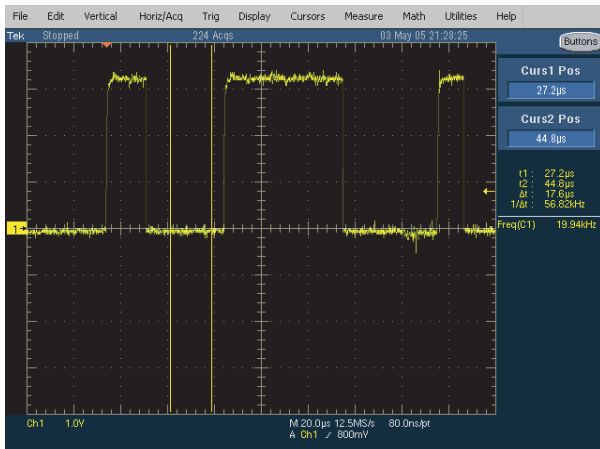 File Edit Vertical Horiz/Acq Trig Display Cursors Measure Math Utilities Help
Tek Stopped 224 Acqs 03 May 05 21:28:25
Buttons
Curs1 Pos
27.2µs
Curs2 Pos
44.8µs
t1 : 27.2µs
t2 : 44.8µs
Δt : 17.6µs
1/Δt : 56.82kHz
1
Freq(C1) 19.94kHz
Ch1 1.0V M 20.0µs 12.5MS/s 80.0ns/pt
A Ch1 ∕ 800mV